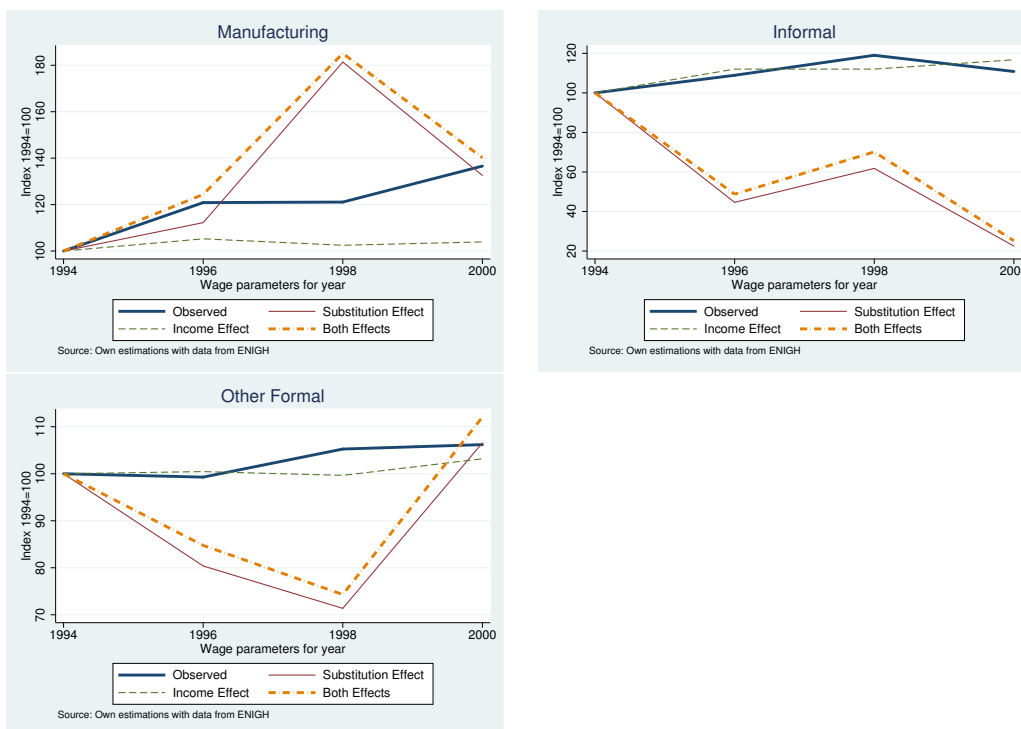 Manufacturing
Index 1994=100
100 120 140 160 180
1994 1996 1998 2000
Wage parameters for year
Observed Substitution Effect
Income Effect Both Effects
Source: Own estimations with data from ENIGH
Informal
Index 1994=100
20 40 60 80 100 120
1994 1996 1998 200
Wage parameters for year
Observed Substitution Effect
Income Effect Both Effects
Source: Own estimations with data from ENIGH
Other Formal
Index 1994=100
70 80 90 100 110
1994 1996 1998 2000
Wage parameters for year
Observed Substitution Effect
Income Effect Both Effects
Source: Own estimations with data from ENIGH